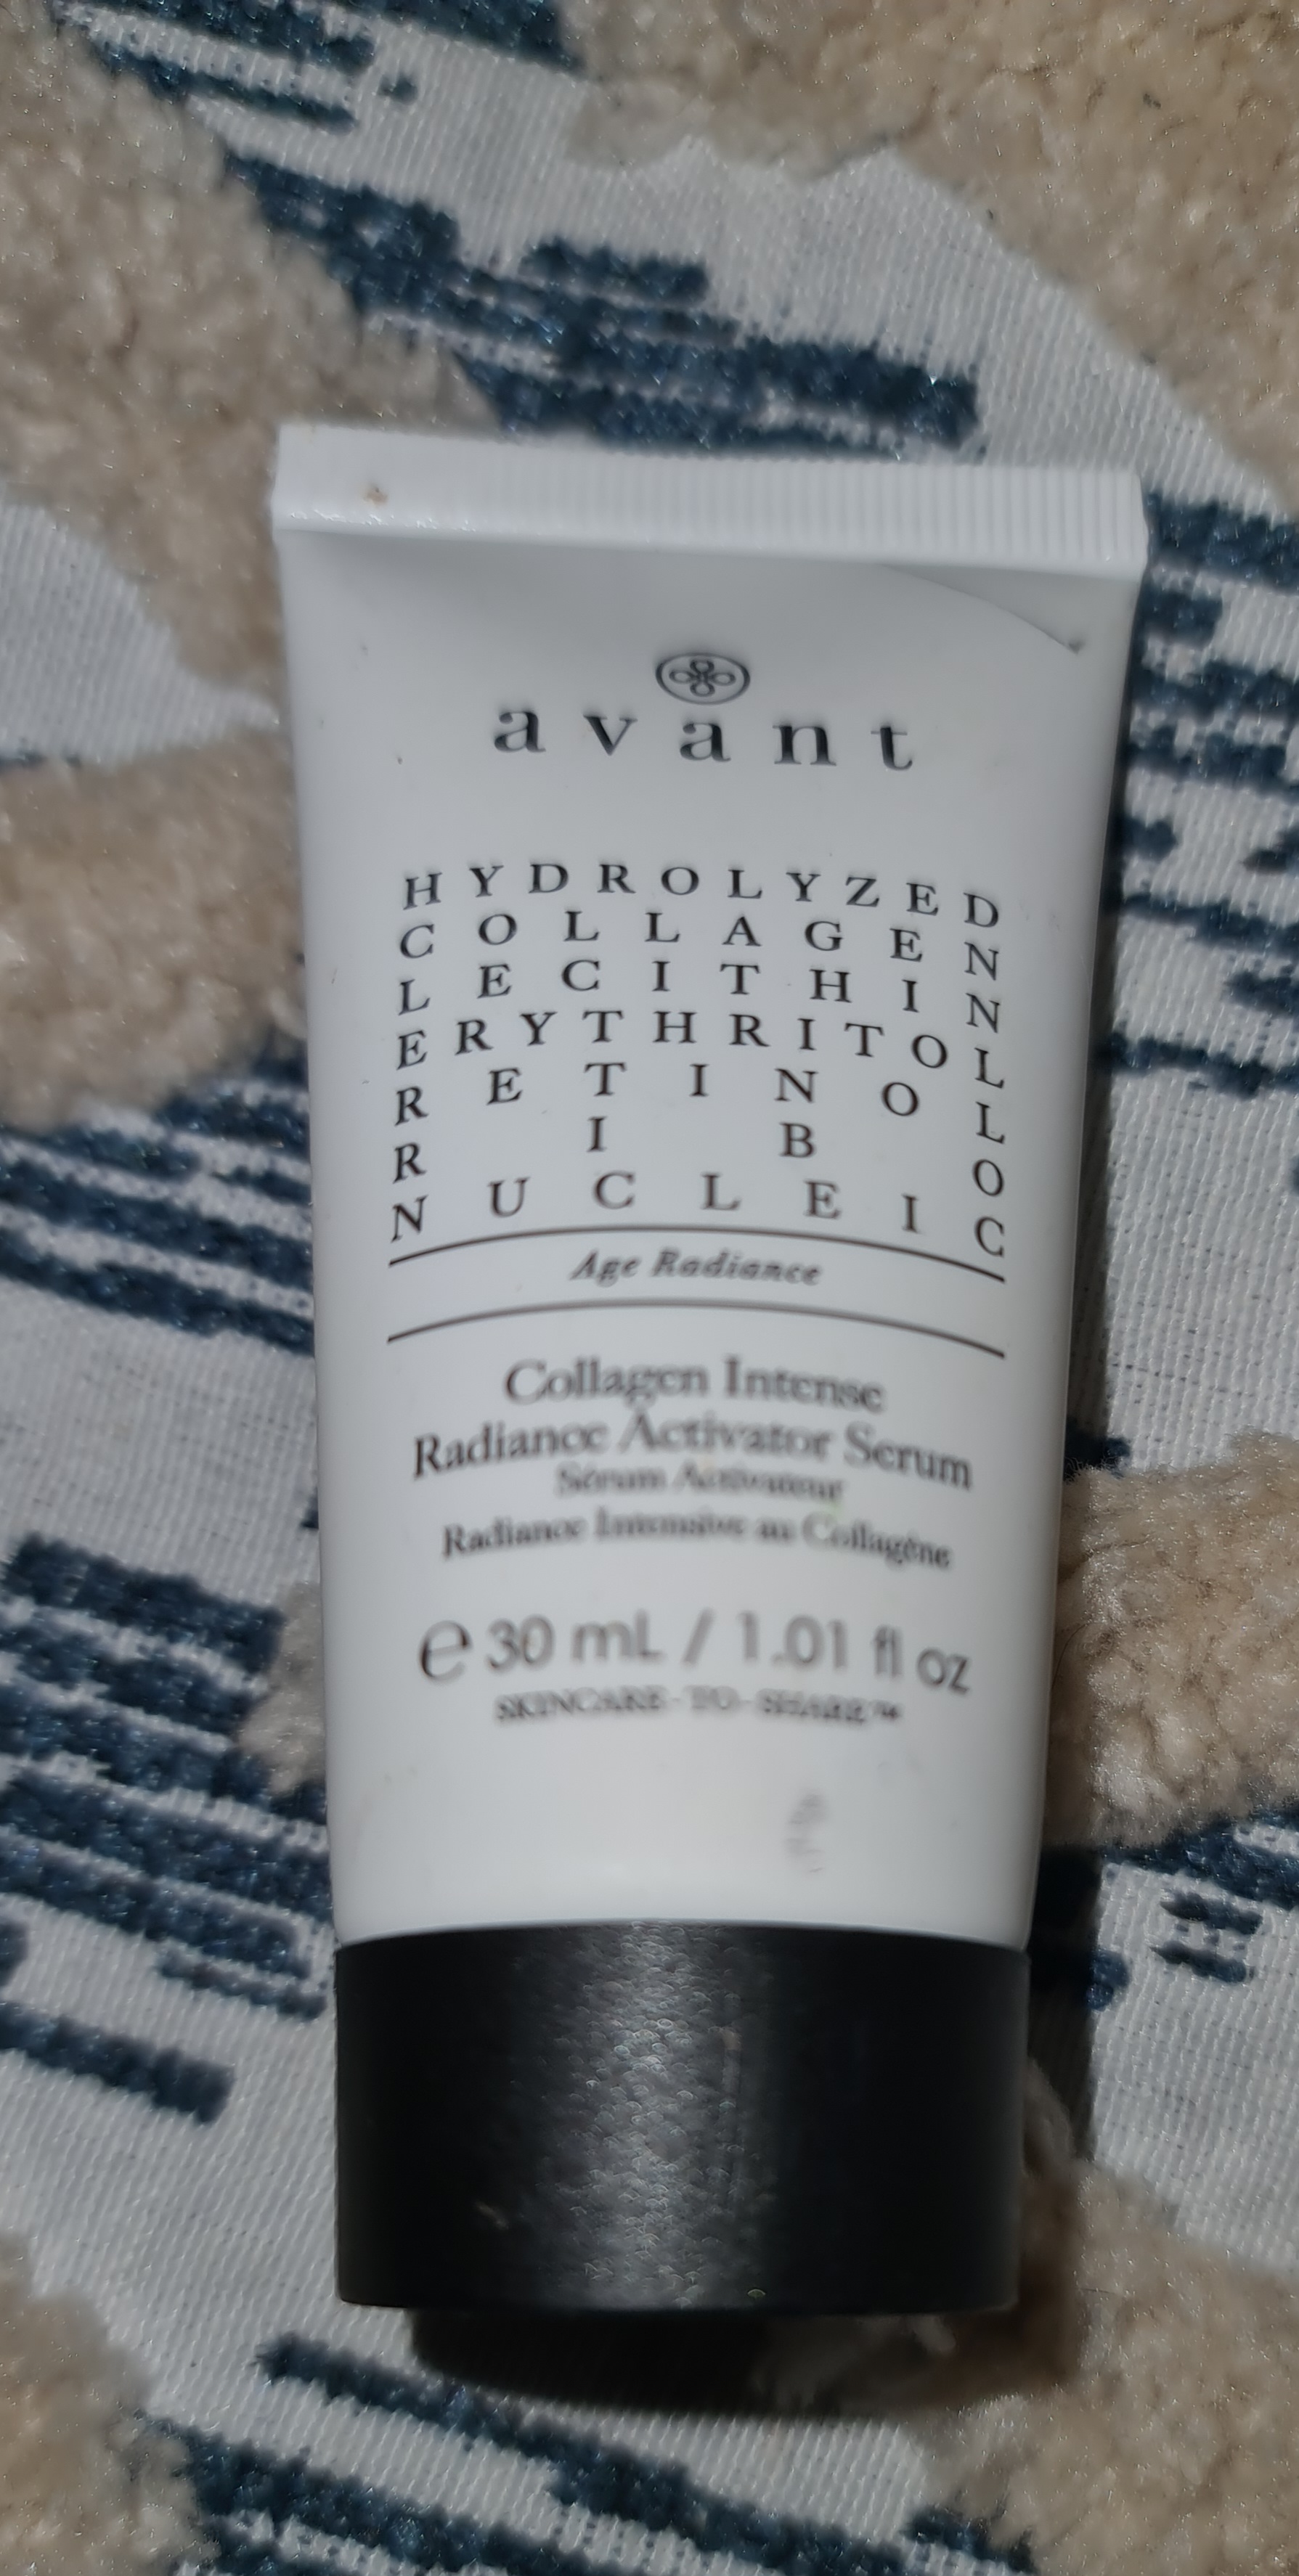 avant
HYDROLYZED
COLLAGEN
LECITHIN
ERYTHRITOL
RETINOL
RIBO
NUCLEIC
Age Radiance
Collagen Intense
Radiance Activator Serum
Sérum Activateur
Radiance Intensive au Collagène
℮ 30 mL / 1.01 fl oz
SKINCARE - TO - SHARE™